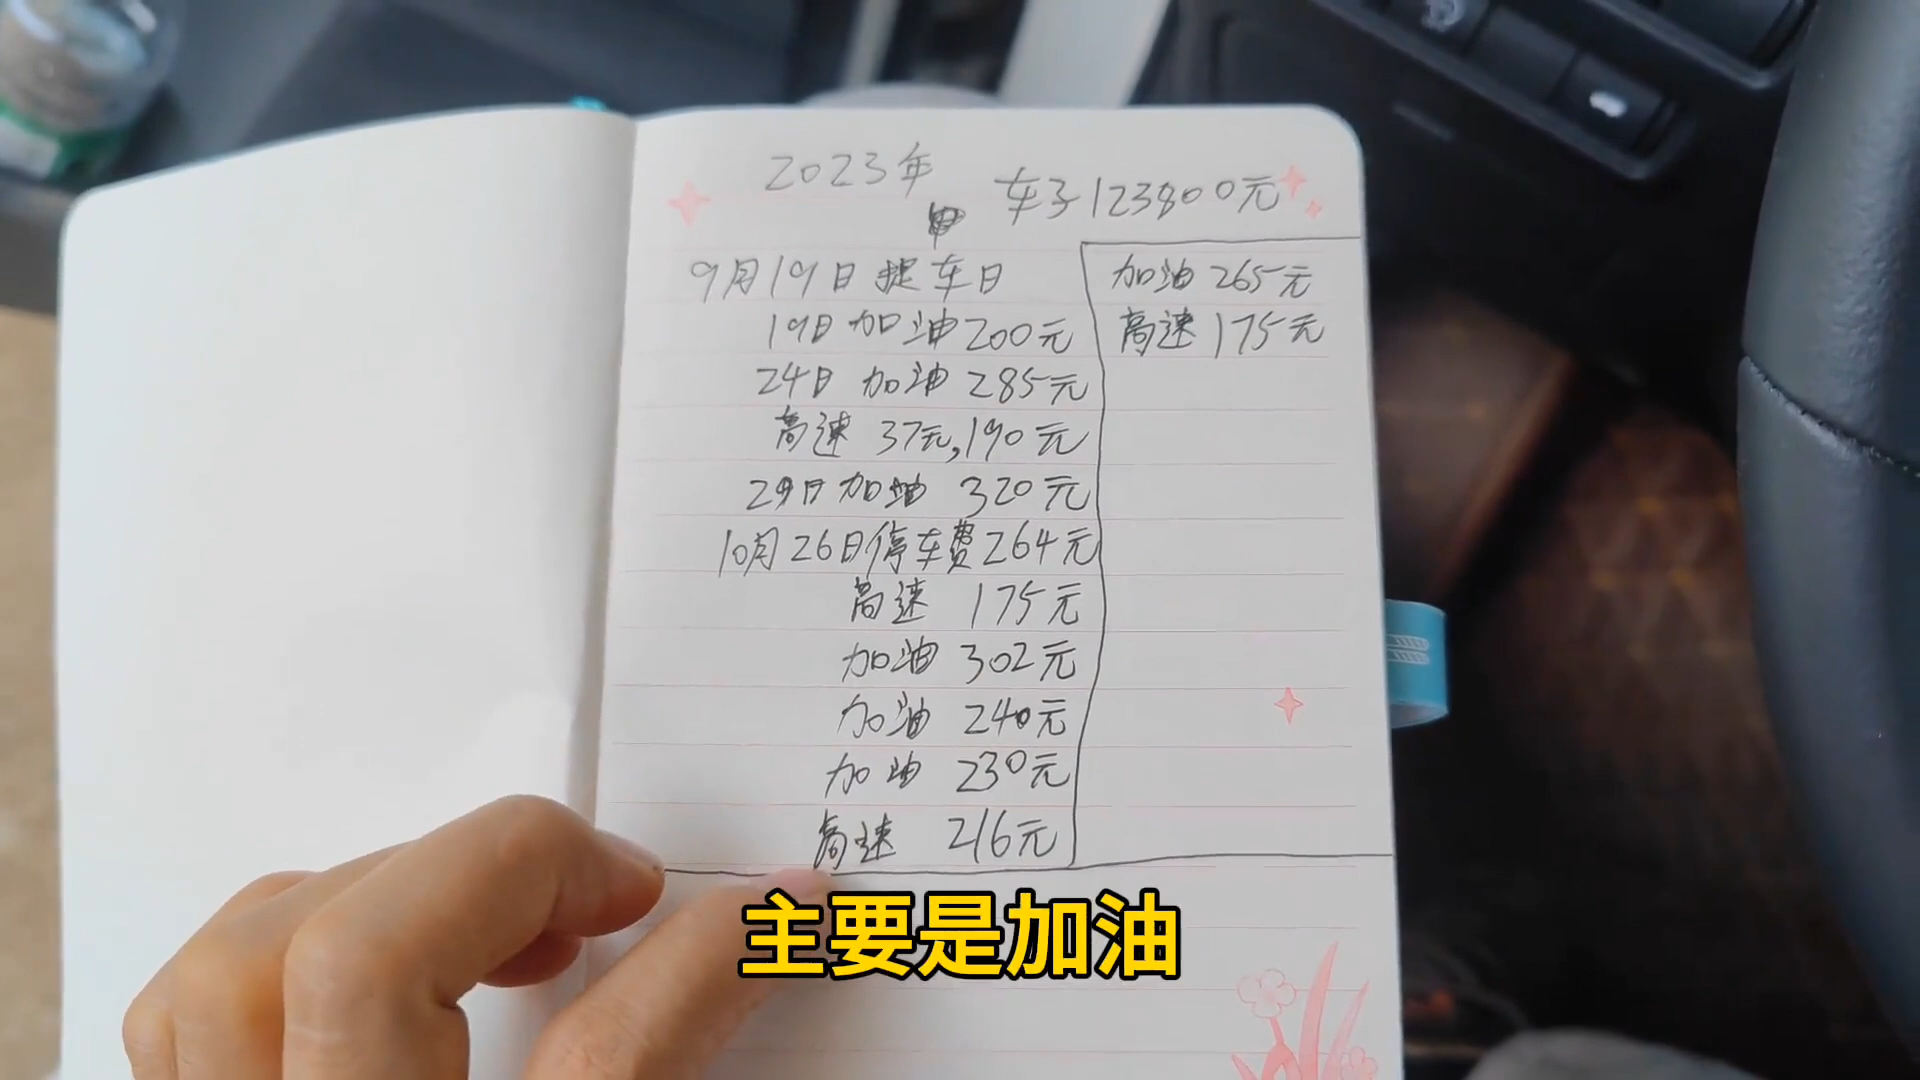 2023年
车子123800元
9月19日提车日
19日加油200元
24日 加油 285元
高速 37元,190元
29日加油 320元
10月26日停车费264元
高速 175元
加油 302元
加油 240元
加油 230元
高速 216元
加油 265元
高速 175元
主要是加油